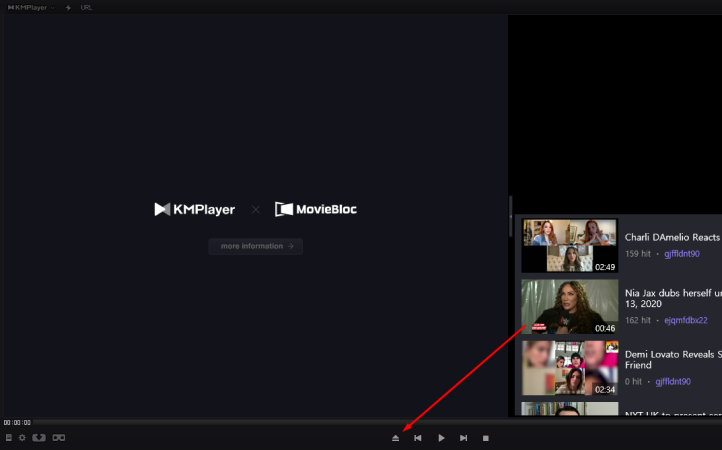 KMPlayer
URL
KMPlayer × MovieBloc
more information →
02:49
Charli DAmelio Reacts
159 hit · gjffldnt90
00:46
Nia Jax dubs herself
13, 2020
162 hit · ejqmfdbx22
02:34
Demi Lovato Reveals S
Friend
0 hit · gjffldnt90
NXT UK to present
00:00:00